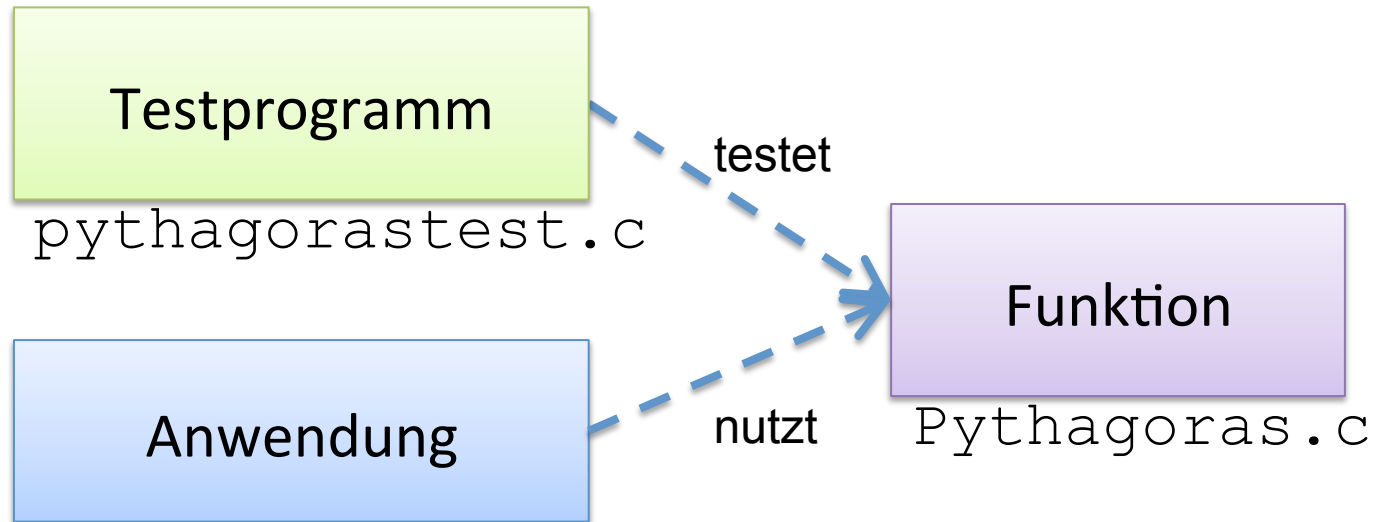 Testprogramm
pythagorastest.c
testet
Funktion
Pythagoras.c
Anwendung
nutzt